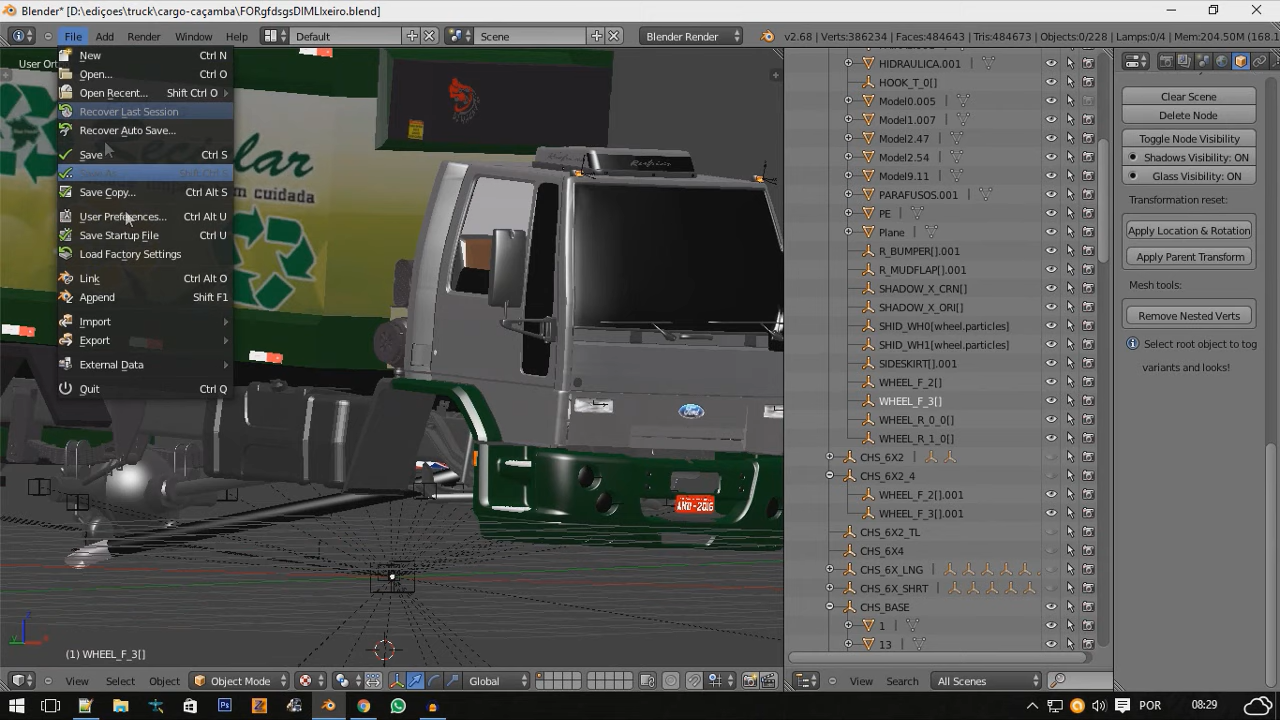 Blender* [D:\ediçoes\truck\cargo-caçamba\FORgfdsgsDIMLIxeiro.blend]
File Add Render Window Help
Default
Scene
Blender Render
v2.68 | Verts:386234 | Faces:484643 | Tris:484673 | Objects:0/228 | Lamps:0/4 | Mem:204.50M
User Ort
New Ctrl N
Open... Ctrl O
Open Recent... Shift Ctrl O
Recover Last Session
Recover Auto Save...
Save Ctrl S
Save As... Shift Ctrl S
Save Copy... Ctrl Alt S
User Preferences... Ctrl Alt U
Save Startup File Ctrl U
Load Factory Settings
Link Ctrl Alt O
Append Shift F1
Import
Export
External Data
Quit Ctrl Q
lar
m cuidada
Ford
(1) WHEEL_F_3[]
View Select Object Object Mode Global
HIDRAULICA.001
HOOK_T_0[]
Model0.005
Model1.007
Model2.47
Model2.54
Model9.11
PARAFUSOS.001
PE
Plane
R_BUMPER[].001
R_MUDFLAP[].001
SHADOW_X_CRN[]
SHADOW_X_ORI[]
SHID_WH0[wheel.particles]
SHID_WH1[wheel.particles]
SIDESKIRT[].001
WHEEL_F_2[]
WHEEL_F_3[]
WHEEL_R_0_0[]
WHEEL_R_1_0[]
CHS_6X2
CHS_6X2_4
WHEEL_F_2[].001
WHEEL_F_3[].001
CHS_6X2_TL
CHS_6X4
CHS_6X_LNG
CHS_6X_SHRT
CHS_BASE
1
13
View Search All Scenes
Clear Scene
Delete Node
Toggle Node Visibility
Shadows Visibility: ON
Glass Visibility: ON
Transformation reset:
Apply Location & Rotation
Apply Parent Transform
Mesh tools:
Remove Nested Verts
Select root object to tog
variants and looks!
POR 08:29